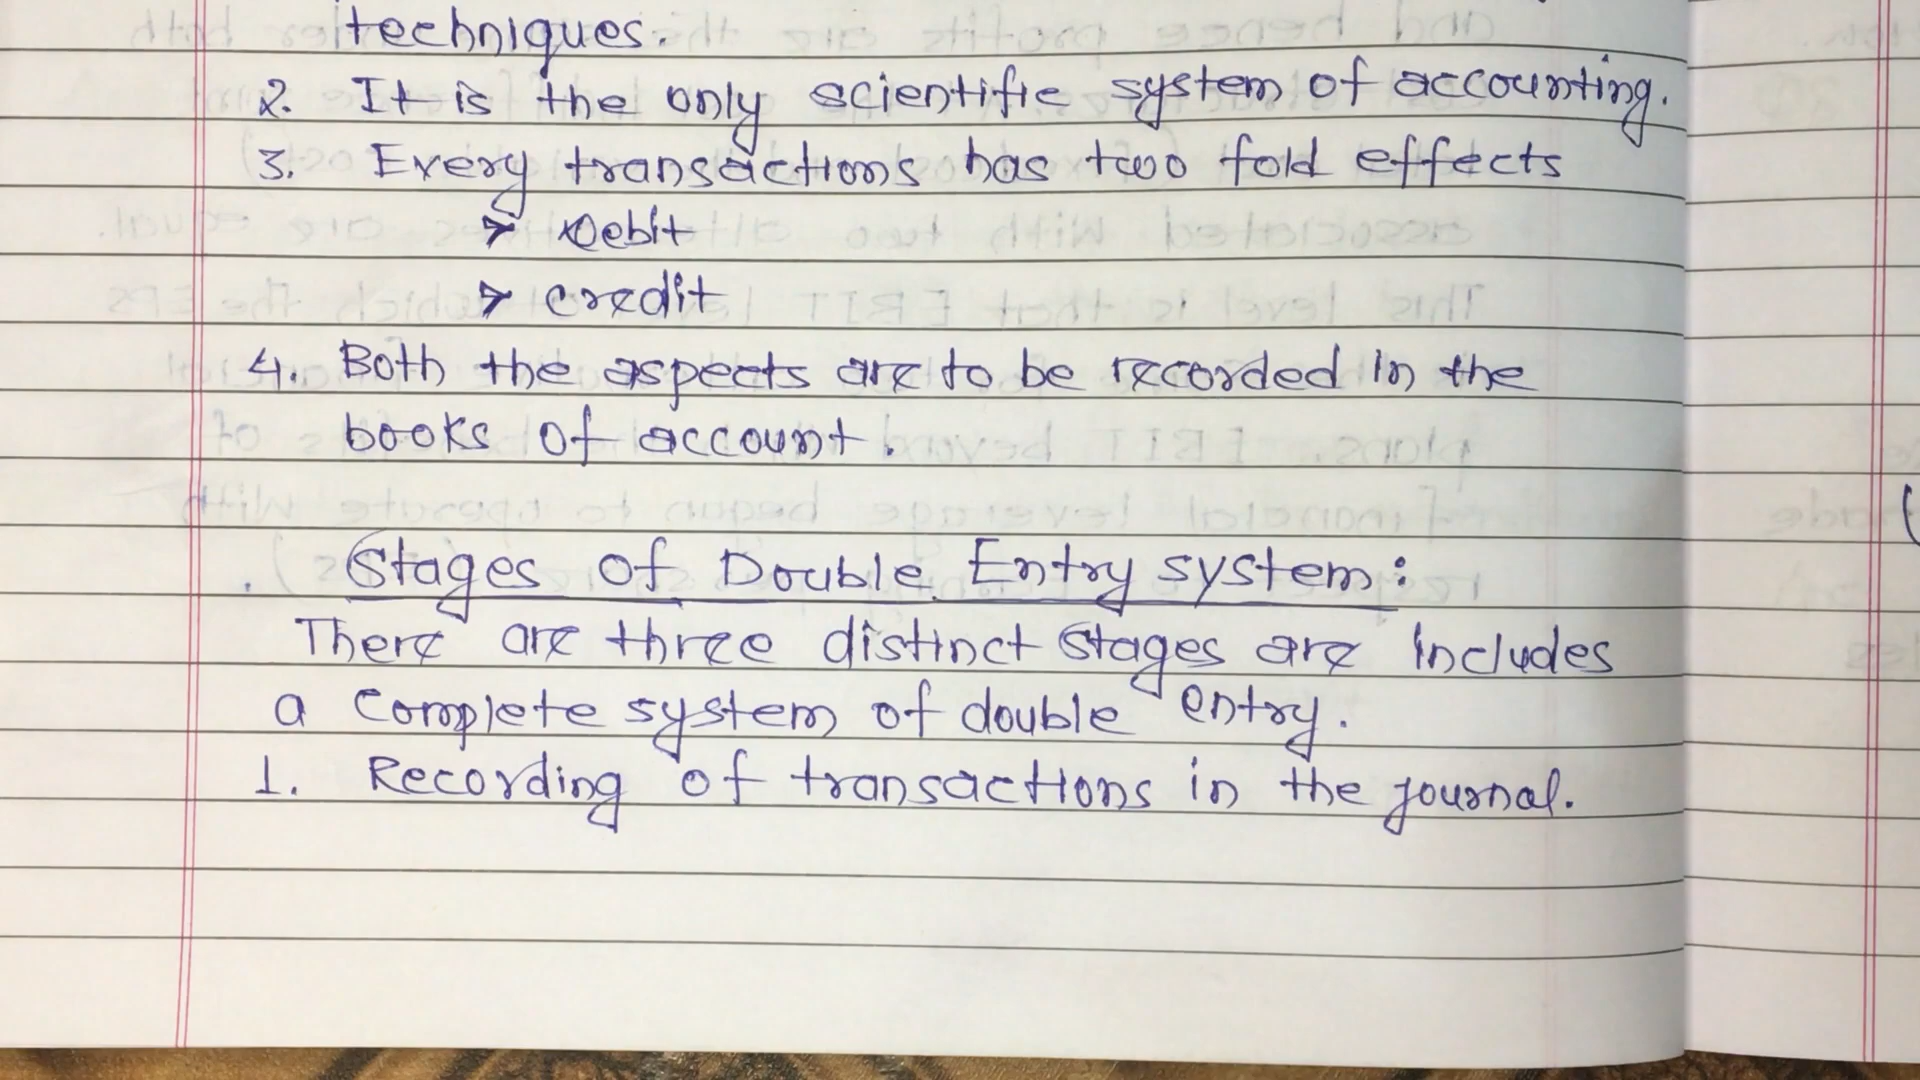 techniques.
2. It is the only scientific system of accounting.
3. Every transactions has two fold effects
➢ Debit
➢ credit
4. Both the aspects are to be recorded in the
books of account.
Stages of Double Entry system:
There are three distinct stages are includes
a complete system of double entry.
1. Recording of transactions in the journal.